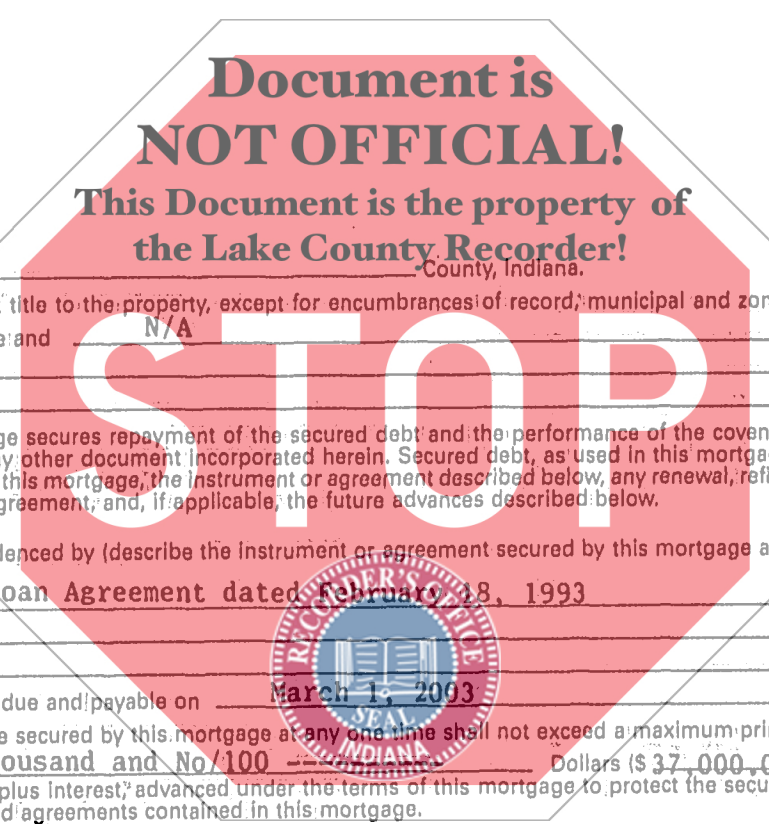 Document is
NOT OFFICIAL!
This Document is the property of
the Lake County Recorder!
County, Indiana.
title to the property, except for encumbrances of record, municipal and zon
e and N/A
STOP
ge secures repayment of the secured debt and the performance of the coven
y other document incorporated herein. Secured debt, as used in this mortga
this mortgage, the instrument or agreement described below, any renewal, refi
greement, and, if applicable, the future advances described below.
denced by (describe the instrument or agreement secured by this mortgage a
oan Agreement dated February 18, 1993
RECORDER'S OFFICE
due and payable on March 1, 2003
SEAL
e secured by this mortgage at any one time shall not exceed a maximum pri
INDIANA
ousand and No/100 Dollars ($ 37,000.0
plus interest, advanced under the terms of this mortgage to protect the secu
d agreements contained in this mortgage.